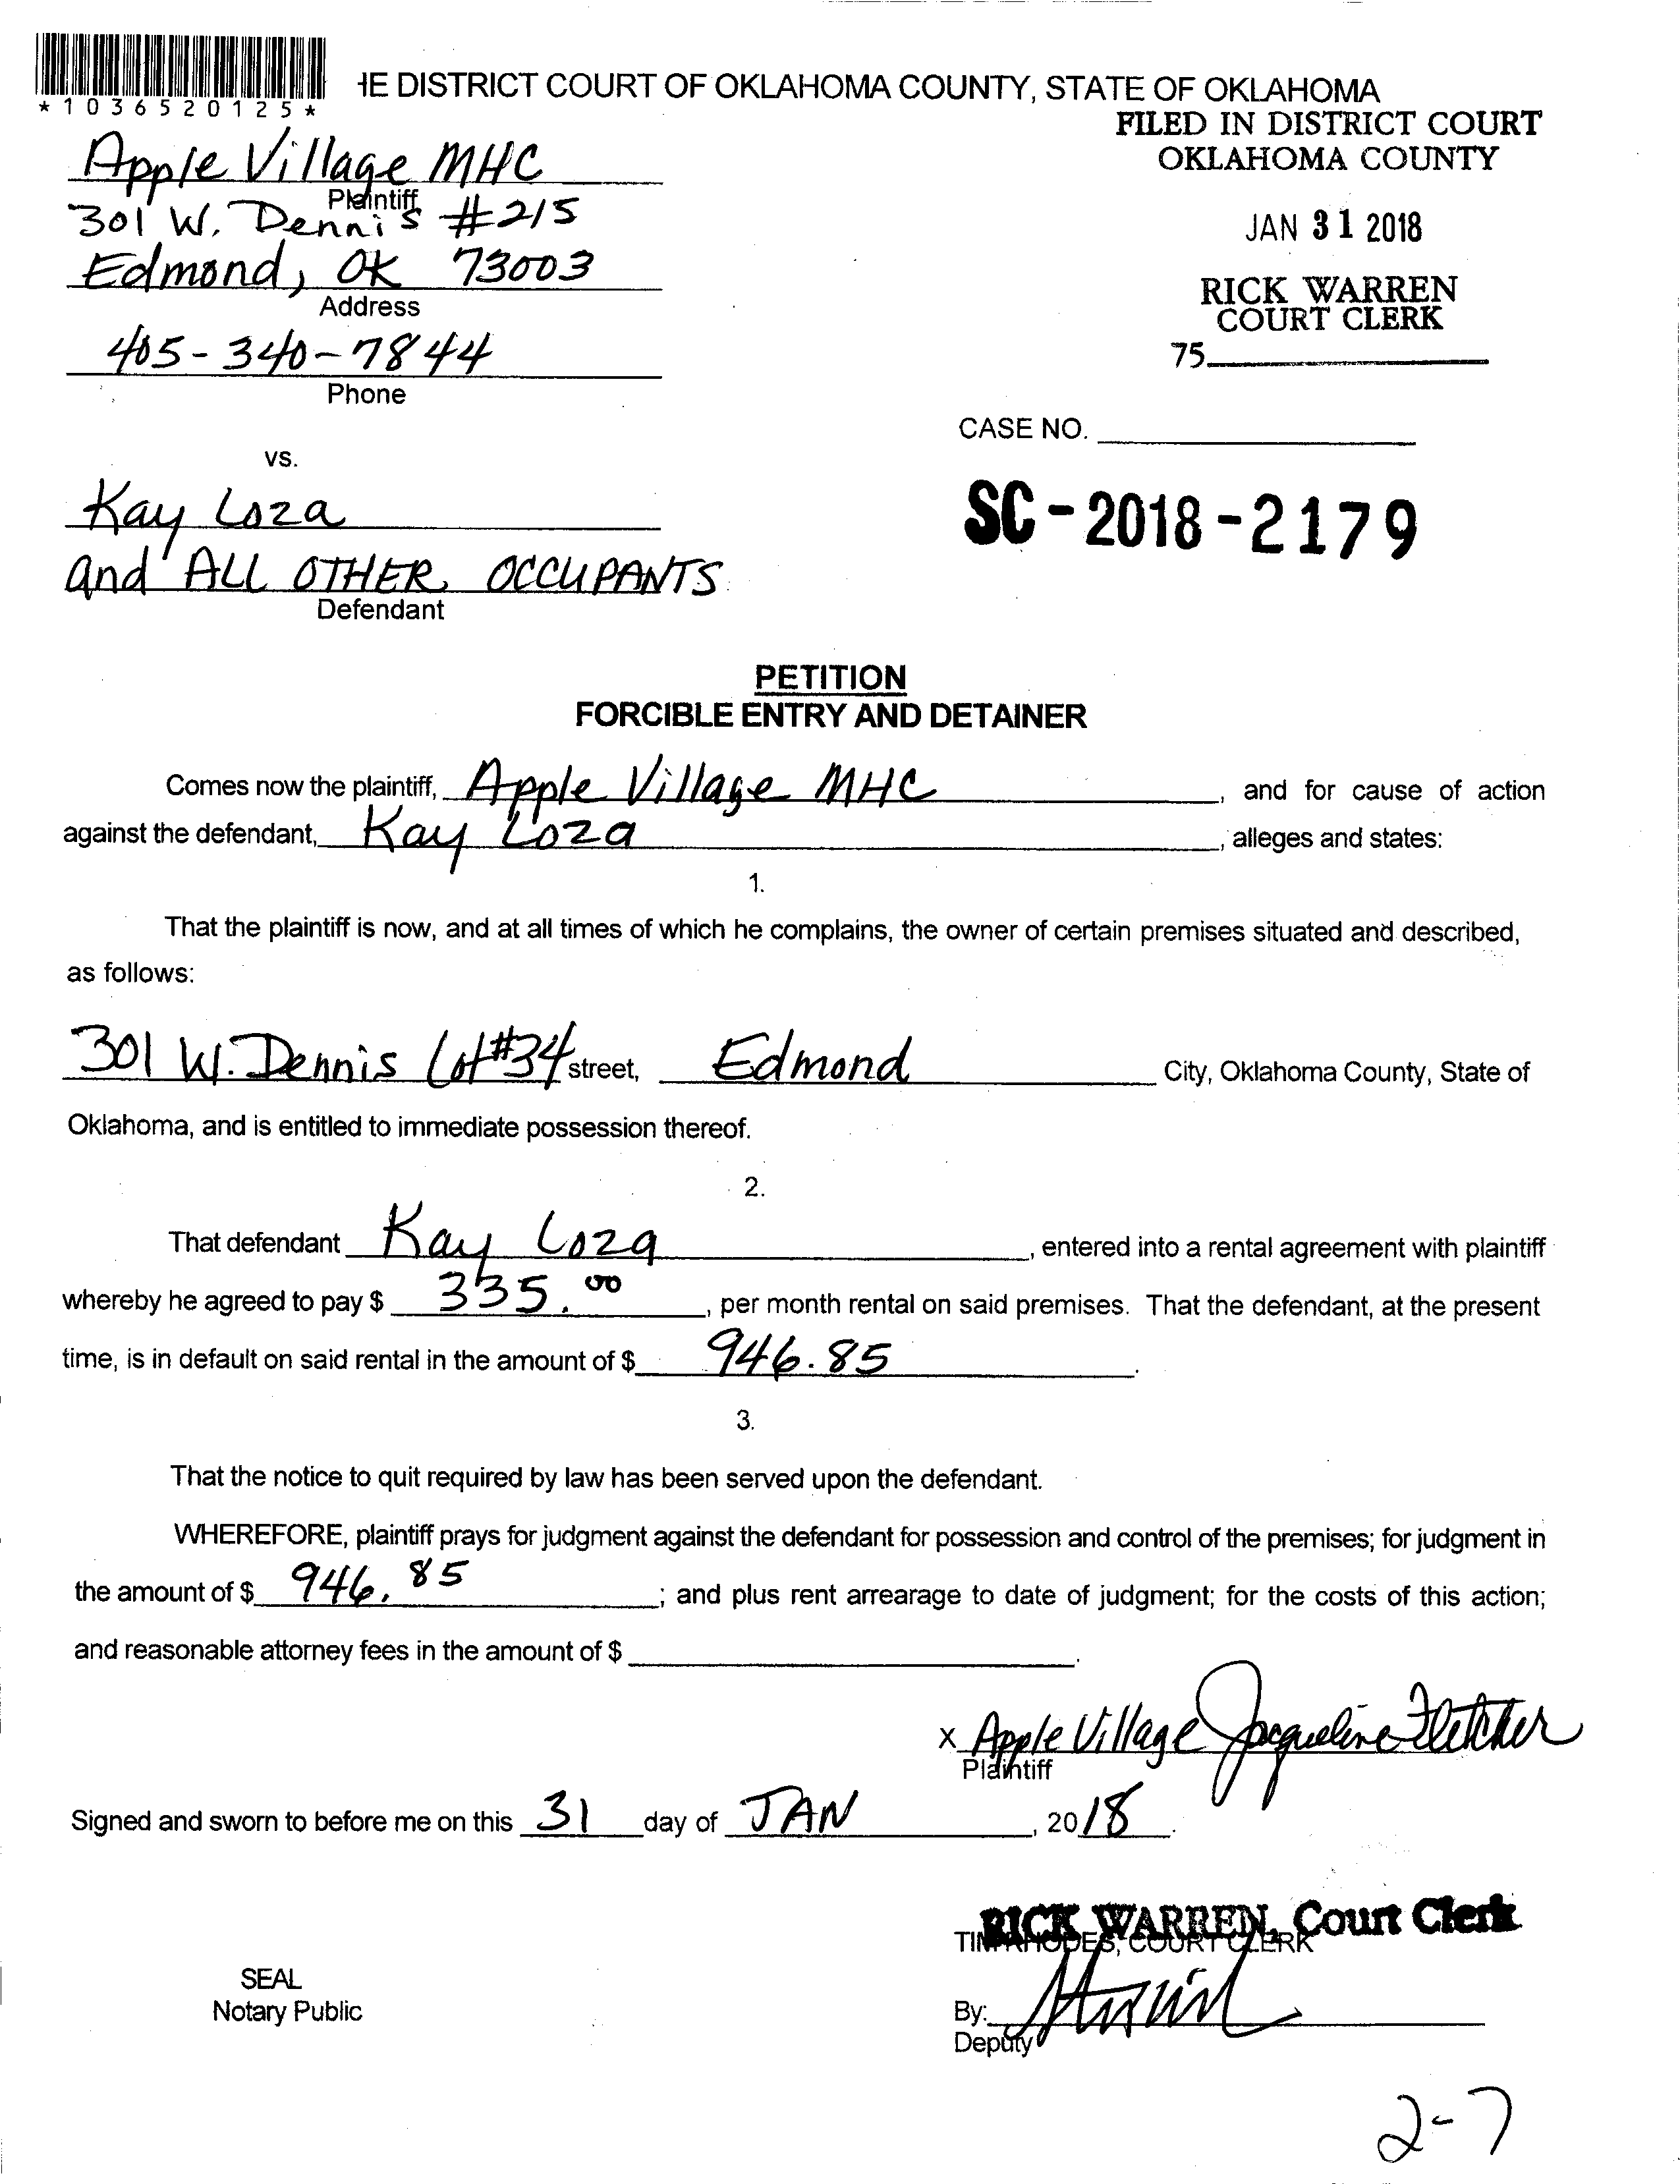 *1036520125*
IE DISTRICT COURT OF OKLAHOMA COUNTY, STATE OF OKLAHOMA
FILED IN DISTRICT COURT
OKLAHOMA COUNTY
JAN 31 2018
RICK WARREN
COURT CLERK
75
Apple Village MHC
Plaintiff
301 W. Dennis #215
Edmond, OK 73003
Address
405-340-7844
Phone
CASE NO.
SC-2018-2179
vs.
Kay Loza
and ALL OTHER OCCUPANTS
Defendant
PETITION
FORCIBLE ENTRY AND DETAINER
Comes now the plaintiff, Apple Village MHC, and for cause of action
against the defendant, Kay Loza, alleges and states:
1.
That the plaintiff is now, and at all times of which he complains, the owner of certain premises situated and described,
as follows:
301 W. Dennis Lot #34 street, Edmond City, Oklahoma County, State of
Oklahoma, and is entitled to immediate possession thereof.
2.
That defendant Kay Loza, entered into a rental agreement with plaintiff
whereby he agreed to pay $ 335.00, per month rental on said premises. That the defendant, at the present
time, is in default on said rental in the amount of $ 946.85.
3.
That the notice to quit required by law has been served upon the defendant.
WHEREFORE, plaintiff prays for judgment against the defendant for possession and control of the premises; for judgment in
the amount of $ 946.85; and plus rent arrearage to date of judgment; for the costs of this action;
and reasonable attorney fees in the amount of $ .
x Apple Village Jacqueline Fletcher
Plaintiff
Signed and sworn to before me on this 31 day of JAN, 2018.
RICK WARREN, Court Clerk
TIM RHODES, COURT CLERK
SEAL
Notary Public
By:
Deputy
2-7